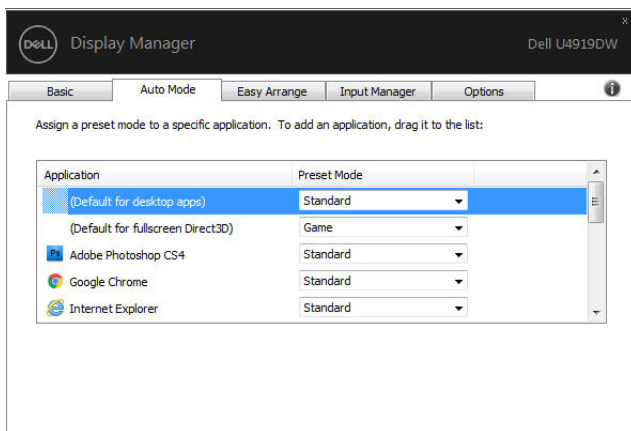 x
DELL Display Manager Dell U4919DW
Basic Auto Mode Easy Arrange Input Manager Options i
Assign a preset mode to a specific application. To add an application, drag it to the list:
Application Preset Mode
(Default for desktop apps) Standard
(Default for fullscreen Direct3D) Game
Ps Adobe Photoshop CS4 Standard
Google Chrome Standard
Internet Explorer Standard